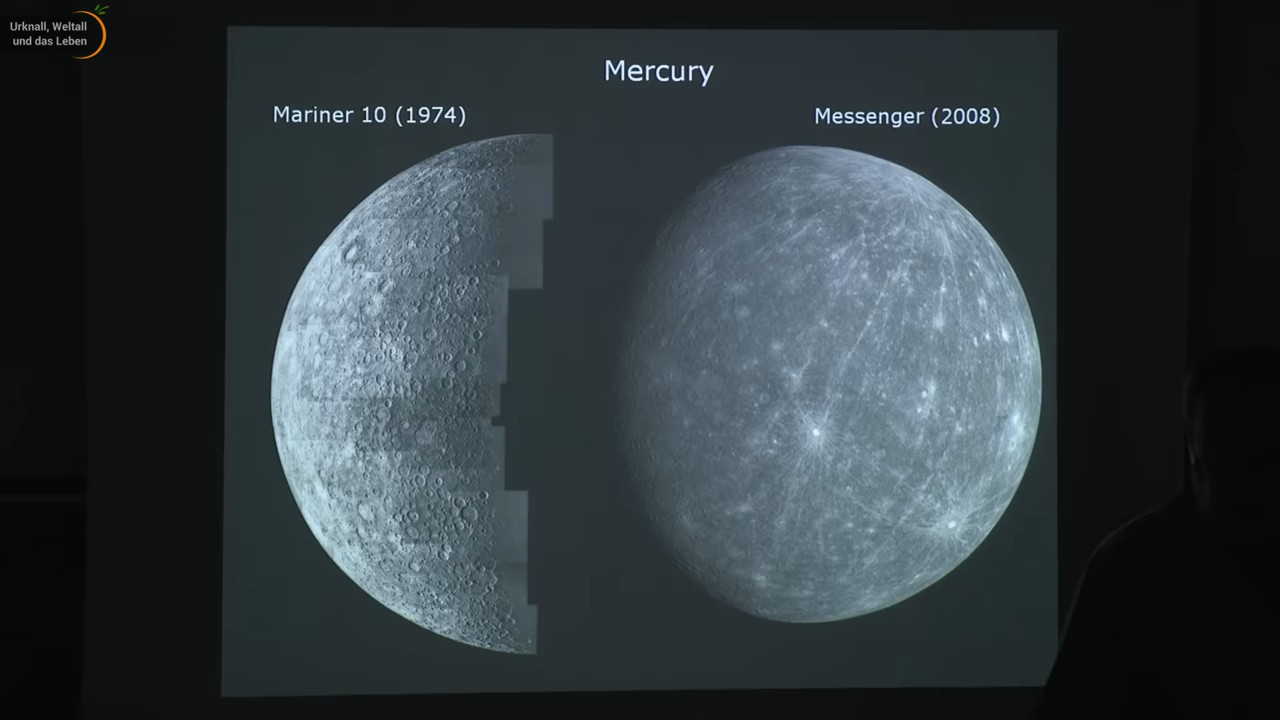 Urknall, Weltall
und das Leben
Mercury
Mariner 10 (1974)
Messenger (2008)